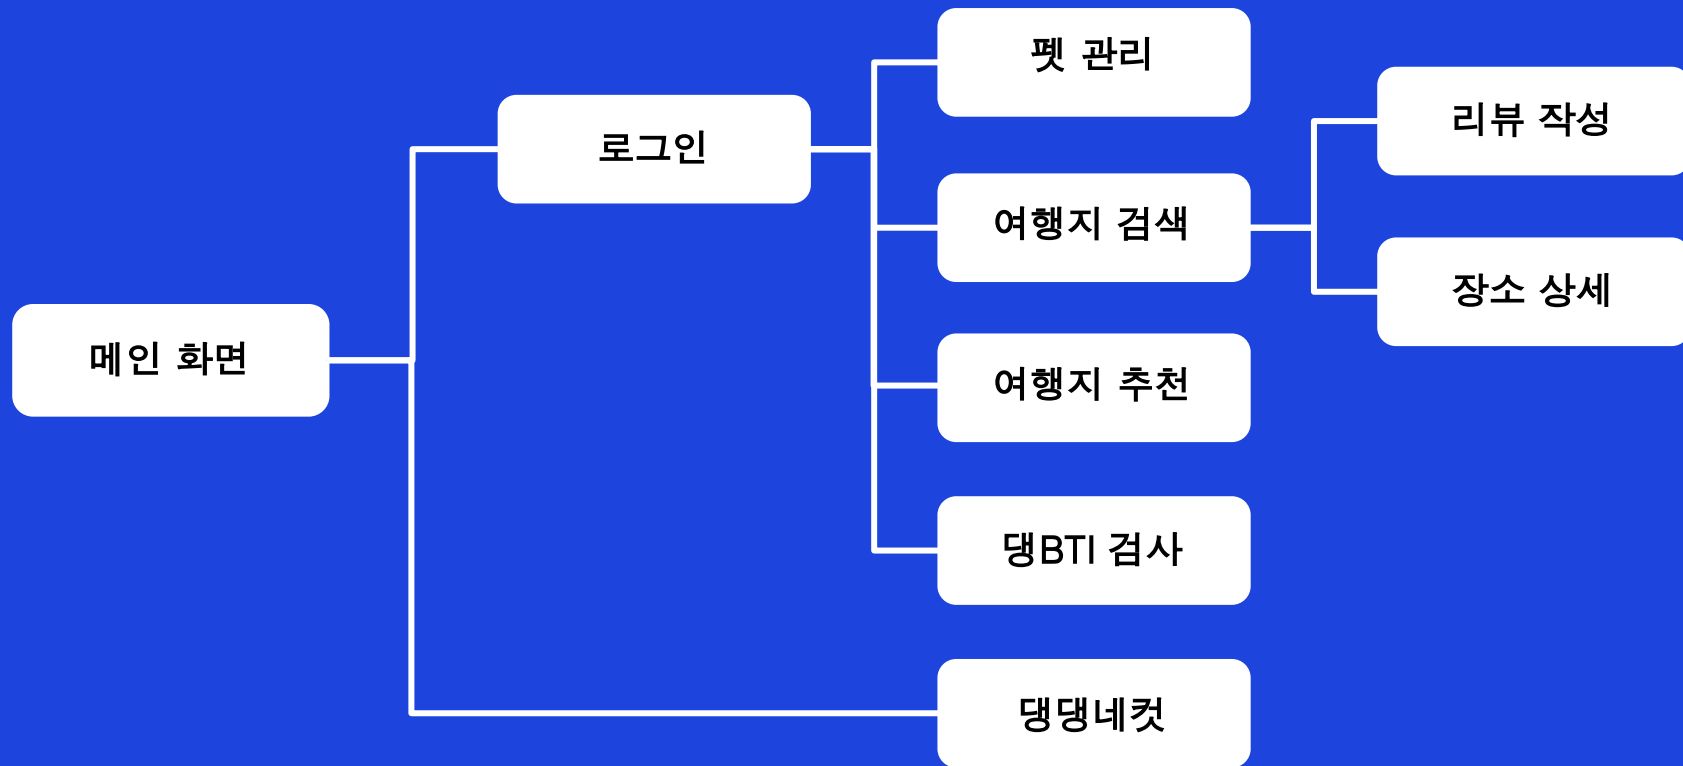 메인 화면
로그인
펫 관리
여행지 검색
리뷰 작성
장소 상세
여행지 추천
댕BTI 검사
댕댕네컷